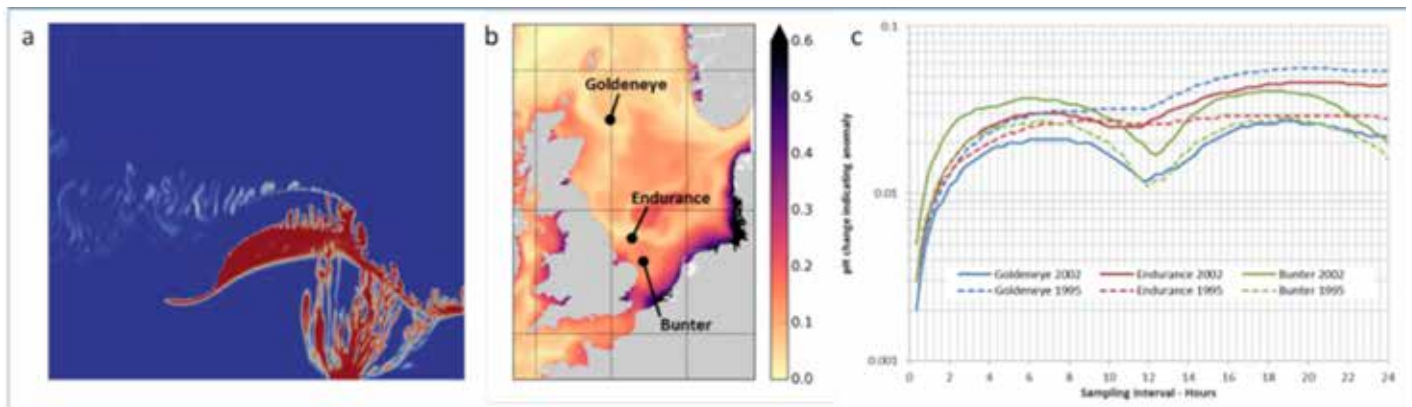 a
b
Goldeneye
Endurance
Bunter
0.6
0.5
0.4
0.3
0.2
0.1
0.0
c
0.1
0.01
0.001
pH change indicating anomaly
Goldeneye 2002 Endurance 2002 Bunter 2002
Goldeneye 1995 Endurance 1995 Bunter 1995
0 2 4 6 8 10 12 14 16 18 20 22 24
Sampling Interval - Hours